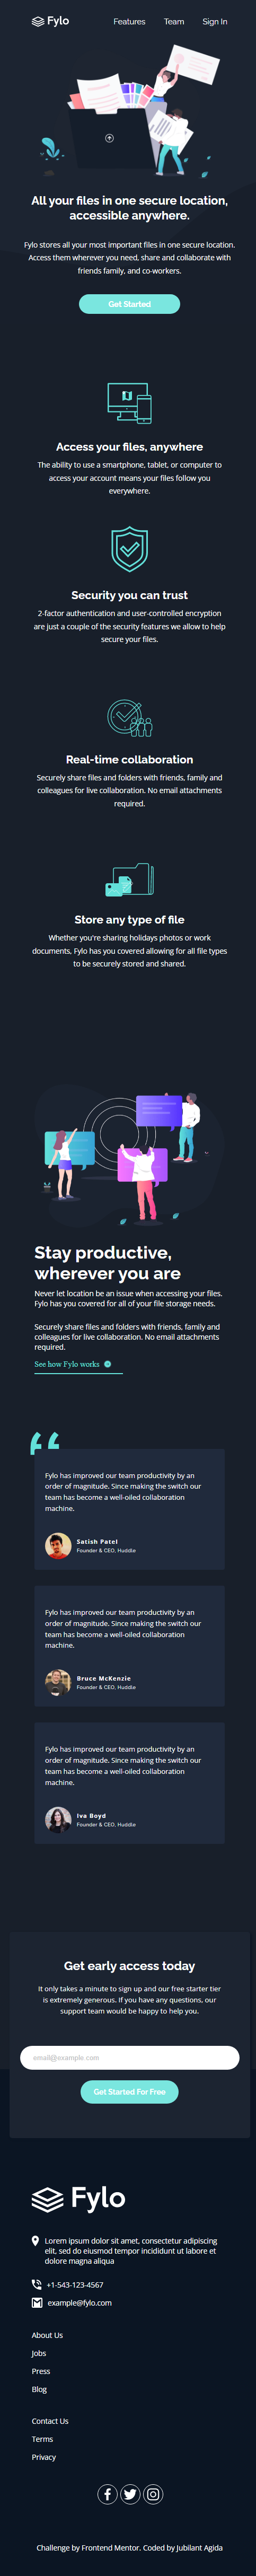 Fylo
Features Team Sign In
All your files in one secure location,
accessible anywhere.
Fylo stores all your most important files in one secure location.
Access them wherever you need, share and collaborate with
friends family, and co-workers.
Get Started
Access your files, anywhere
The ability to use a smartphone, tablet, or computer to
access your account means your files follow you
everywhere.
Security you can trust
2-factor authentication and user-controlled encryption
are just a couple of the security features we allow to help
secure your files.
Real-time collaboration
Securely share files and folders with friends, family and
colleagues for live collaboration. No email attachments
required.
Store any type of file
Whether you're sharing holidays photos or work
documents, Fylo has you covered allowing for all file types
to be securely stored and shared.
Stay productive,
wherever you are
Never let location be an issue when accessing your files.
Fylo has you covered for all of your file storage needs.
Securely share files and folders with friends, family and
colleagues for live collaboration. No email attachments
required.
See how Fylo works
Fylo has improved our team productivity by an
order of magnitude. Since making the switch our
team has become a well-oiled collaboration
machine.
Satish Patel
Founder & CEO, Huddle
Fylo has improved our team productivity by an
order of magnitude. Since making the switch our
team has become a well-oiled collaboration
machine.
Bruce McKenzie
Founder & CEO, Huddle
Fylo has improved our team productivity by an
order of magnitude. Since making the switch our
team has become a well-oiled collaboration
machine.
Iva Boyd
Founder & CEO, Huddle
Get early access today
It only takes a minute to sign up and our free starter tier
is extremely generous. If you have any questions, our
support team would be happy to help you.
email@example.com
Get Started For Free
Fylo
Lorem ipsum dolor sit amet, consectetur adipiscing
elit, sed do eiusmod tempor incididunt ut labore et
dolore magna aliqua
+1-543-123-4567
example@fylo.com
About Us
Jobs
Press
Blog
Contact Us
Terms
Privacy
Challenge by Frontend Mentor. Coded by Jubilant Agida